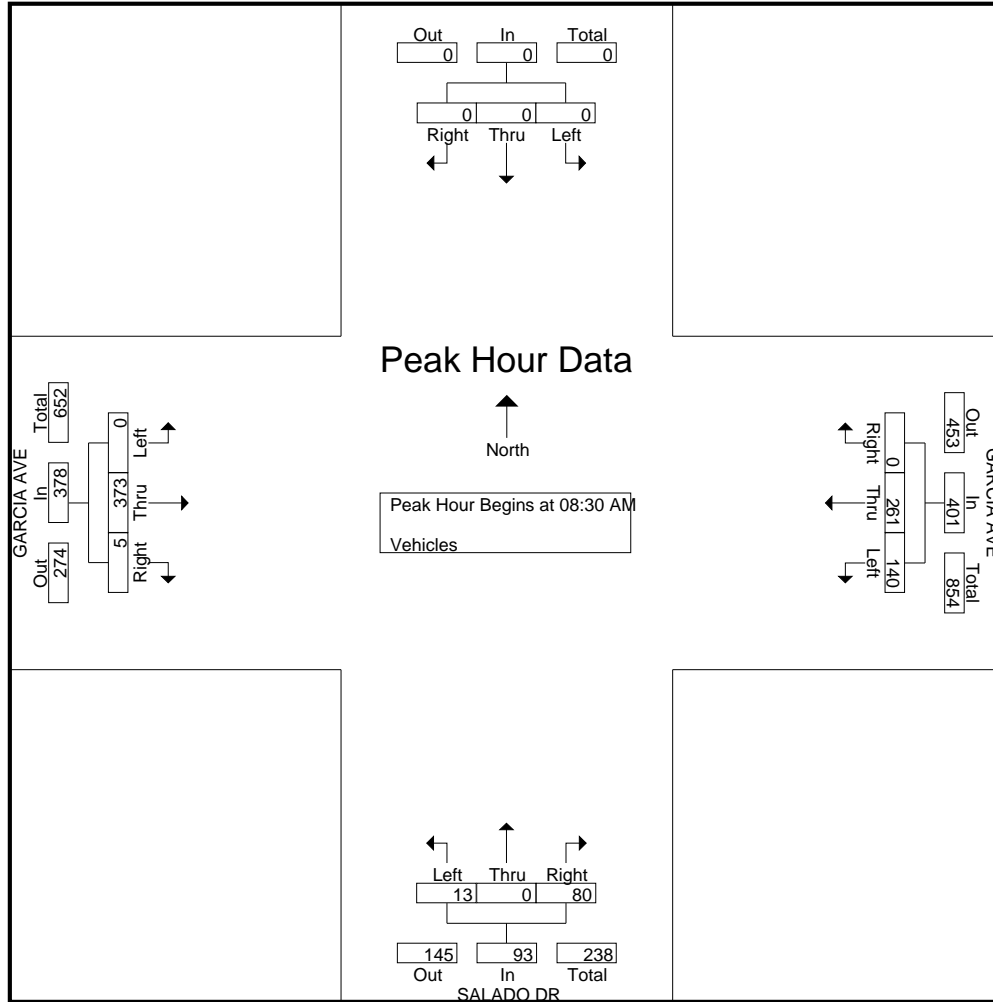 Out In Total
0 0 0
0 0 0
Right Thru Left
Peak Hour Data
North
Peak Hour Begins at 08:30 AM
Vehicles
GARCIA AVE
Total In Out
652 378 274
0 373 5
Left Thru Right
Right Thru Left
0 261 140
453 401 854
Out In Total
GARCIA AVE
Left Thru Right
13 0 80
145 93 238
Out In Total
SALADO DR